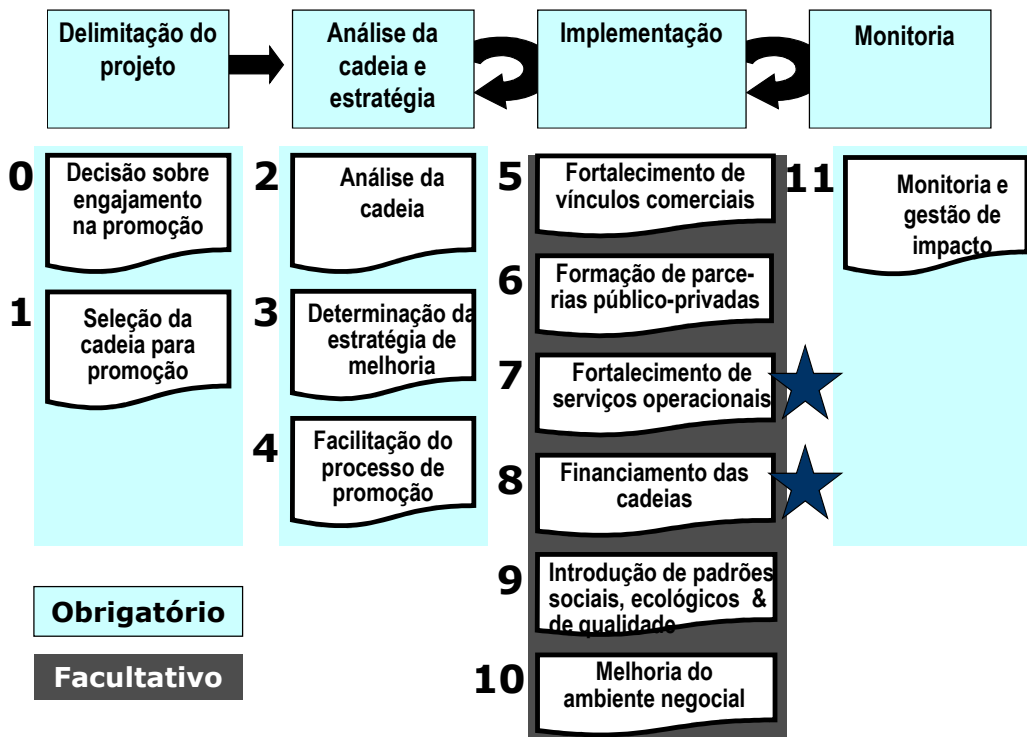 Delimitação do
projeto
Análise da
cadeia e
estratégia
Implementação
Monitoria
0
Decisão sobre
engajamento
na promoção
1
Seleção da
cadeia para
promoção
2
Análise da
cadeia
3
Determinação da
estratégia de
melhoria
4
Facilitação do
processo de
promoção
5
Fortalecimento de
vínculos comerciais
6
Formação de parce-
rias público-privadas
7
Fortalecimento de
serviços operacionais
8
Financiamento das
cadeias
9
Introdução de padrões
sociais, ecológicos &
de qualidade
10
Melhoria do
ambiente negocial
11
Monitoria e
gestão de
impacto
Obrigatório
Facultativo